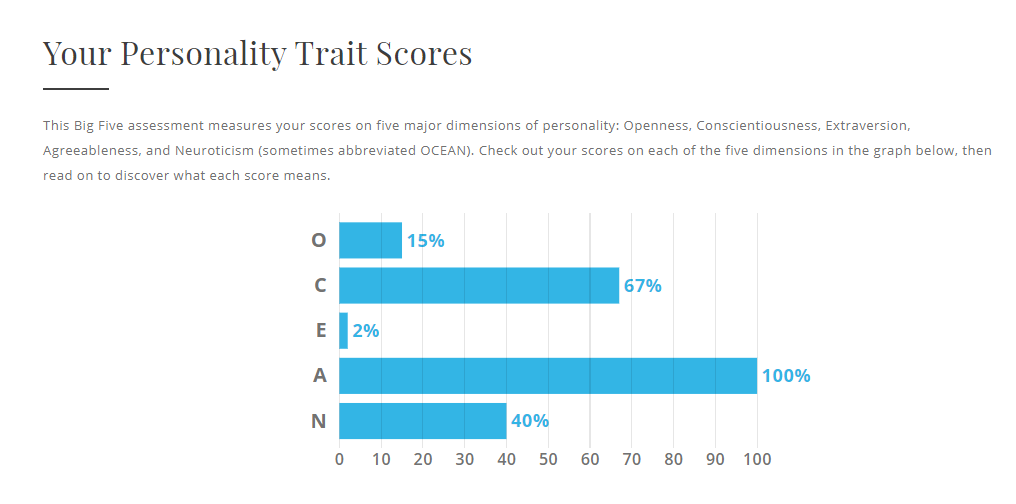 Your Personality Trait Scores
This Big Five assessment measures your scores on five major dimensions of personality: Openness, Conscientiousness, Extraversion,
Agreeableness, and Neuroticism (sometimes abbreviated OCEAN). Check out your scores on each of the five dimensions in the graph below, then
read on to discover what each score means.
O 15%
C 67%
E 2%
A 100%
N 40%
0 10 20 30 40 50 60 70 80 90 100